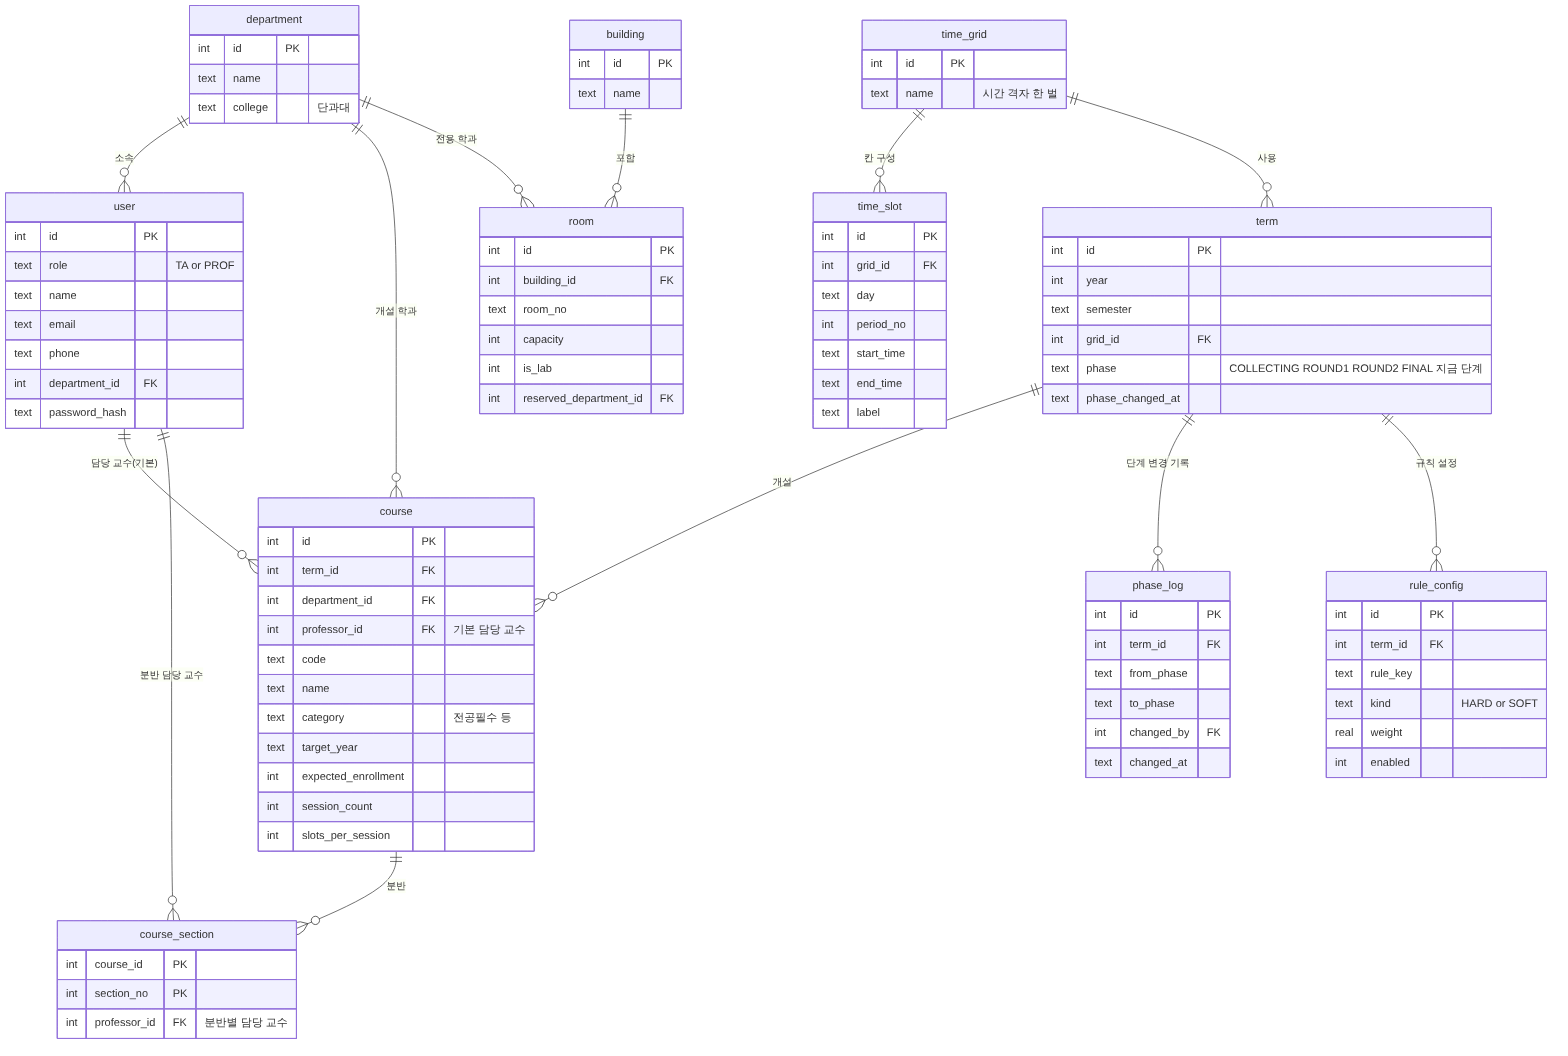 department
int id PK
text name
text college 단과대
building
int id PK
text name
time_grid
int id PK
text name 시간 격자 한 벌
소속
전용 학과
포함
칸 구성
사용
개설 학과
user
int id PK
text role TA or PROF
text name
text email
text phone
int department_id FK
text password_hash
room
int id PK
int building_id FK
text room_no
int capacity
int is_lab
int reserved_department_id FK
time_slot
int id PK
int grid_id FK
text day
int period_no
text start_time
text end_time
text label
term
int id PK
int year
text semester
int grid_id FK
text phase COLLECTING ROUND1 ROUND2 FINAL 지금 단계
text phase_changed_at
담당 교수(기본)
개설
단계 변경 기록
규칙 설정
분반 담당 교수
course
int id PK
int term_id FK
int department_id FK
int professor_id FK 기본 담당 교수
text code
text name
text category 전공필수 등
text target_year
int expected_enrollment
int session_count
int slots_per_session
phase_log
int id PK
int term_id FK
text from_phase
text to_phase
int changed_by FK
text changed_at
rule_config
int id PK
int term_id FK
text rule_key
text kind HARD or SOFT
real weight
int enabled
분반
course_section
int course_id PK
int section_no PK
int professor_id FK 분반별 담당 교수